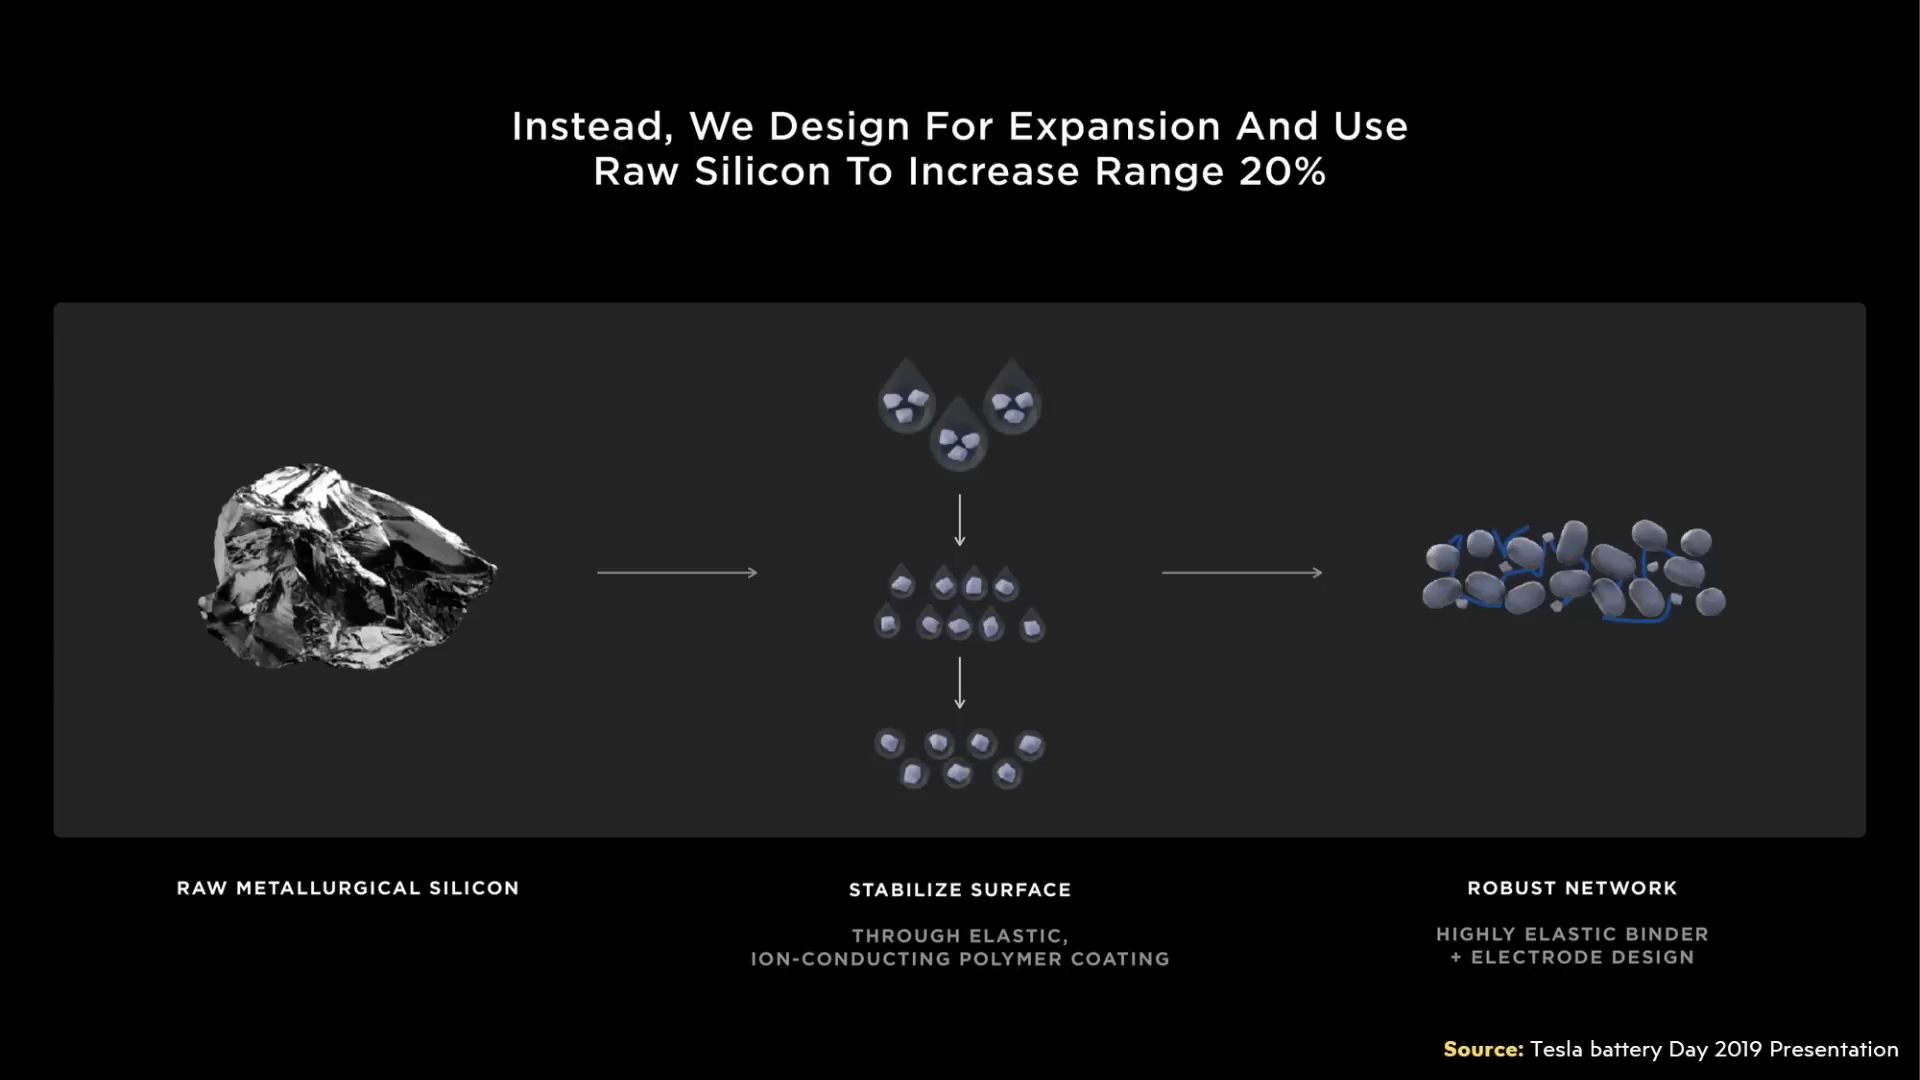 Instead, We Design For Expansion And Use
Raw Silicon To Increase Range 20%
RAW METALLURGICAL SILICON
STABILIZE SURFACE
THROUGH ELASTIC,
ION-CONDUCTING POLYMER COATING
ROBUST NETWORK
HIGHLY ELASTIC BINDER
+ ELECTRODE DESIGN
Source: Tesla battery Day 2019 Presentation